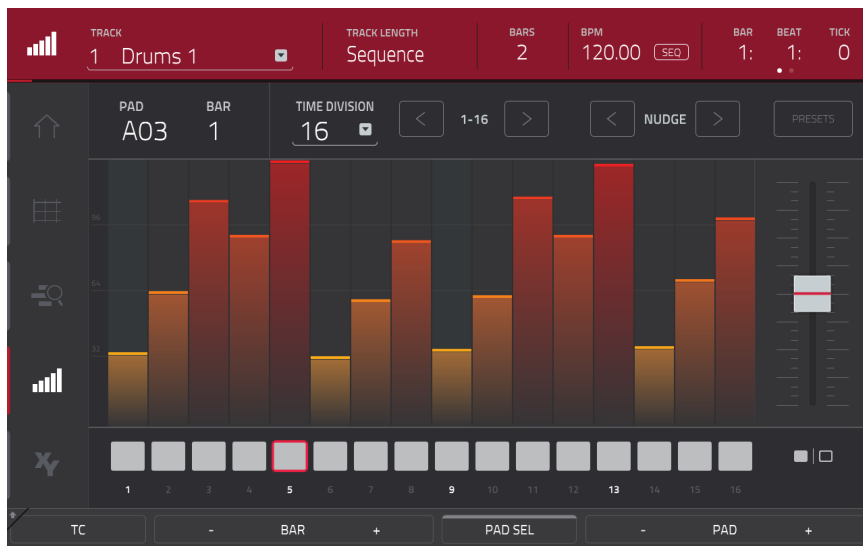 TRACK
1 Drums 1
TRACK LENGTH
Sequence
BARS
2
BPM
120.00 SEQ
BAR BEAT TICK
1: 1: 0
PAD
A03
BAR
1
TIME DIVISION
16
< 1-16 >
< NUDGE >
PRESETS
96
64
32
XY
1 2 3 4 5 6 7 8 9 10 11 12 13 14 15 16
TC - BAR + PAD SEL - PAD +